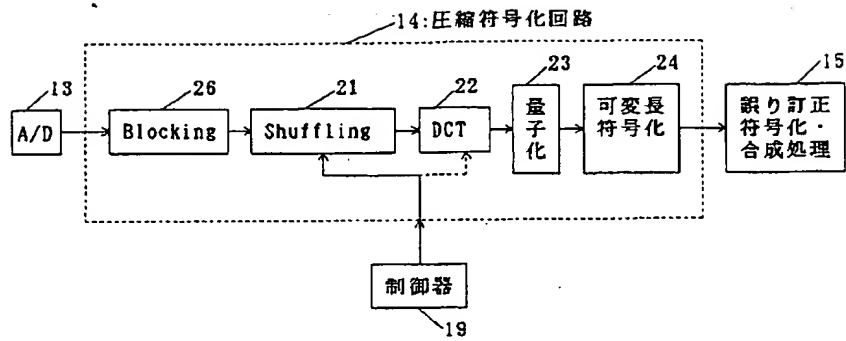 14:圧縮符号化回路
13
26
21
22
23
24
15
A/D
Blocking
Shuffling
DCT
量
子
化
可変長
符号化
誤り訂正
符号化・
合成処理
制御器
19